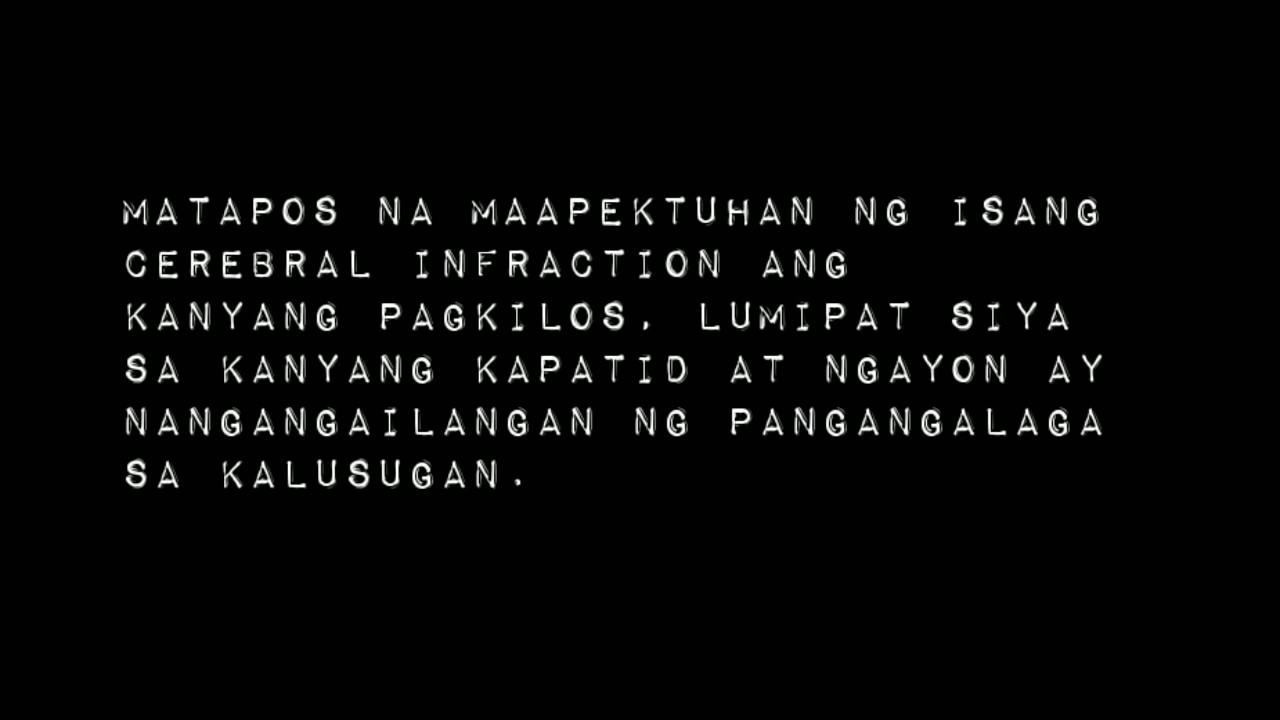 MATAPOS NA MAAPEKTUHAN NG ISANG
CEREBRAL INFRACTION ANG
KANYANG PAGKILOS, LUMIPAT SIYA
SA KANYANG KAPATID AT NGAYON AY
NANGANGAILANGAN NG PANGANGALAGA
SA KALUSUGAN.